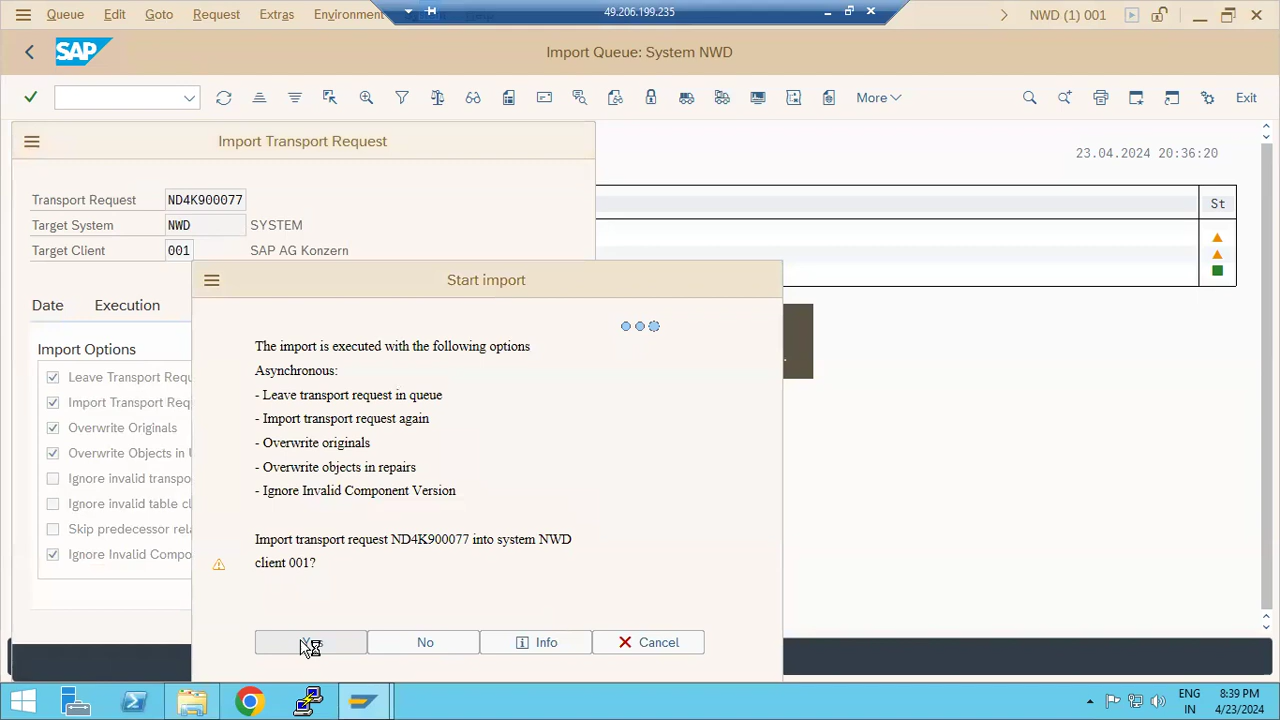 Queue Edit Goto Request Extras Environment 49.206.199.235 NWD (1) 001
SAP Import Queue: System NWD
More Exit
Import Transport Request
23.04.2024 20:36:20
Transport Request ND4K900077
St
Target System NWD SYSTEM
Target Client 001 SAP AG Konzern
Start import
Date Execution
Import Options
The import is executed with the following options
Asynchronous:
Leave Transport Requ
- Leave transport request in queue
Import Transport Req
- Import transport request again
Overwrite Originals
- Overwrite originals
Overwrite Objects in U
- Overwrite objects in repairs
Ignore invalid transpo
- Ignore Invalid Component Version
Ignore invalid table cl
Skip predecessor rela
Import transport request ND4K900077 into system NWD
Ignore Invalid Compo
client 001?
No Info Cancel
ENG 8:39 PM
IN 4/23/2024